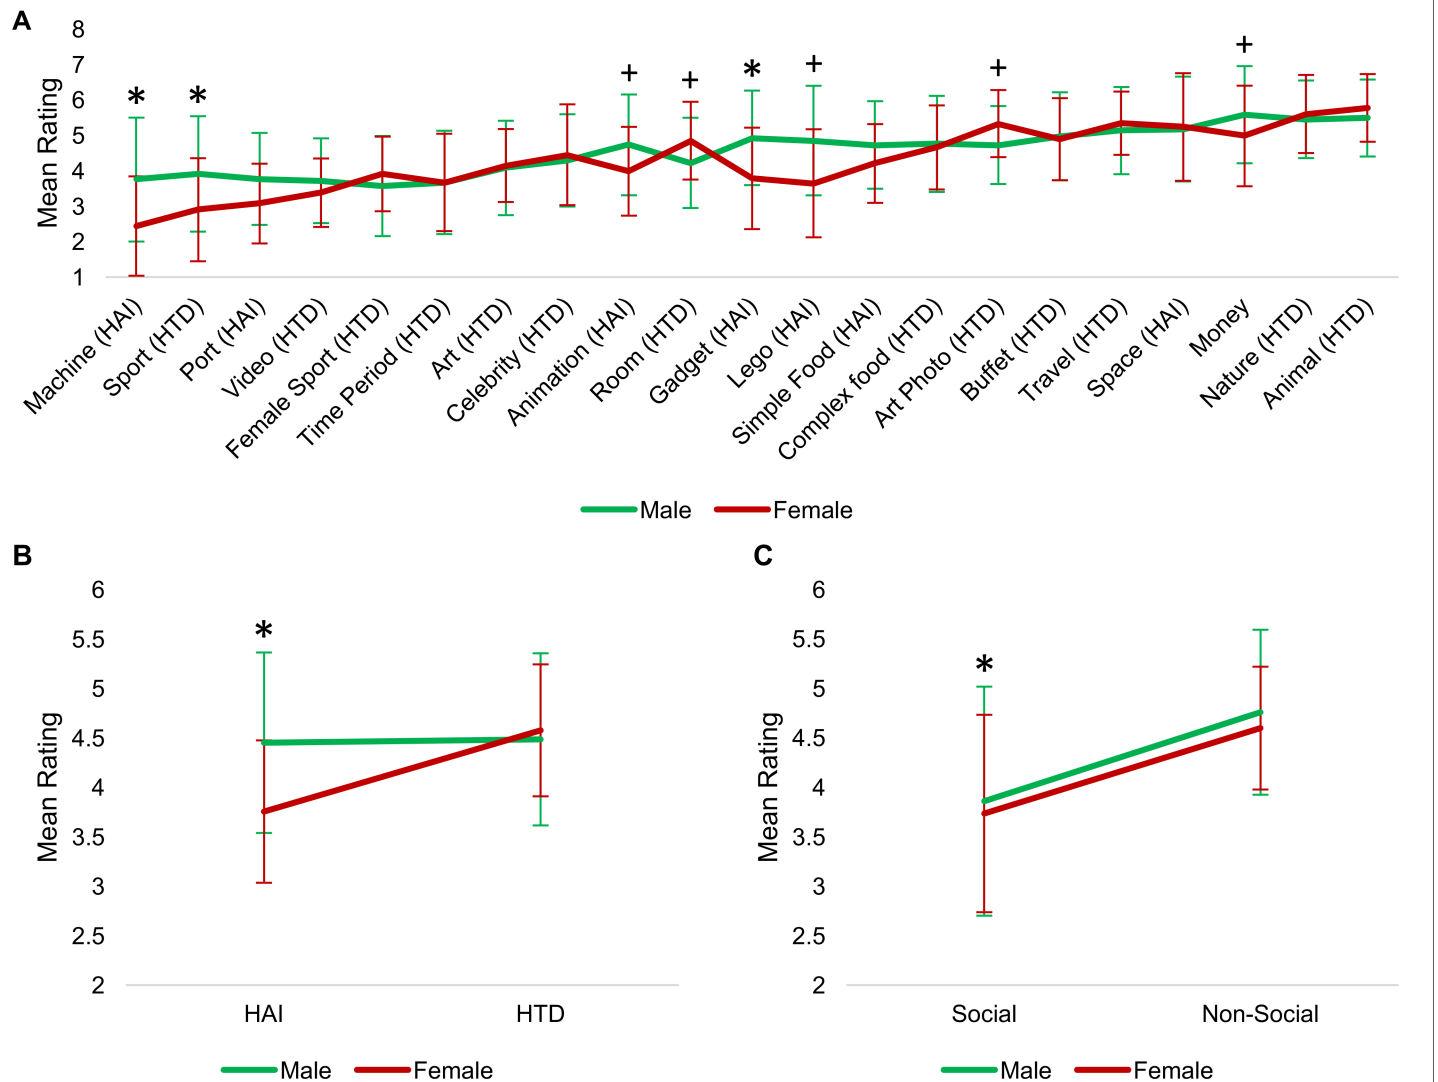 A
8
7
6
5
4
3
2
1
Mean Rating
*
*
+
+
*
+
+
+
Machine (HAI)
Sport (HTD)
Port (HAI)
Video (HTD)
Female Sport (HTD)
Time Period (HTD)
Art (HTD)
Celebrity (HTD)
Animation (HAI)
Room (HTD)
Gadget (HAI)
Lego (HAI)
Simple Food (HAI)
Complex food (HTD)
Art Photo (HTD)
Buffet (HTD)
Travel (HTD)
Space (HAI)
Money
Nature (HTD)
Animal (HTD)
Male Female
B
6
5.5
5
4.5
4
3.5
3
2.5
2
Mean Rating
*
HAI HTD
Male Female
C
6
5.5
5
4.5
4
3.5
3
2.5
2
Mean Rating
*
Social Non-Social
Male Female